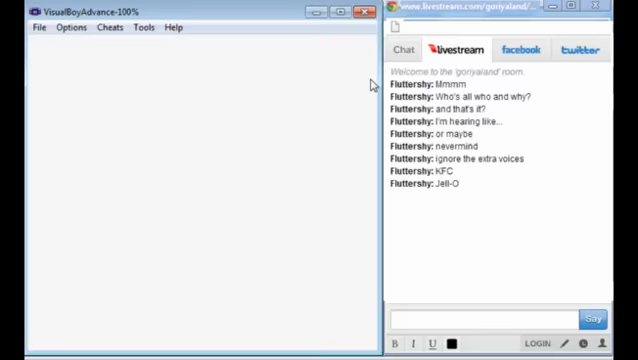 VisualBoyAdvance-100%
File Options Cheats Tools Help
www.livestream.com/goriyaland/...
Chat livestream facebook twitter
Welcome to the 'goriyaland' room.
Fluttershy: Mmmm
Fluttershy: Who's all who and why?
Fluttershy: and that's it?
Fluttershy: I'm hearing like...
Fluttershy: or maybe
Fluttershy: nevermind
Fluttershy: ignore the extra voices
Fluttershy: KFC
Fluttershy: Jell-O
Say
B I U LOGIN